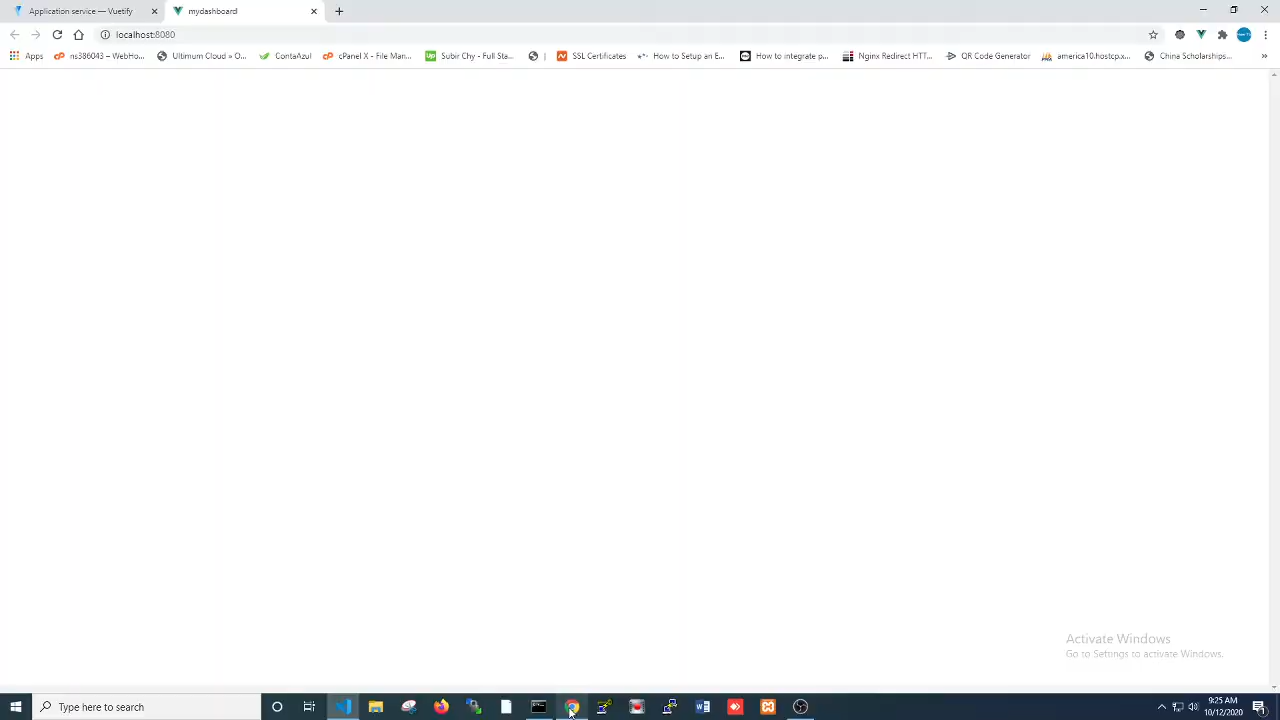 Application service — Vuetify
mydashboard
localhost:8080
Apps
ns386043 – WebHo...
Ultimum Cloud » O...
ContaAzul
cPanel X - File Man...
Up
Subir Chy - Full Sta...
SSL Certificates
How to Setup an E...
How to integrate p...
Nginx Redirect HTT...
QR Code Generator
america10.hostcp.x...
China Scholarships...
»
Activate Windows
Go to Settings to activate Windows.
Type here to search
9:25 AM
10/12/2020